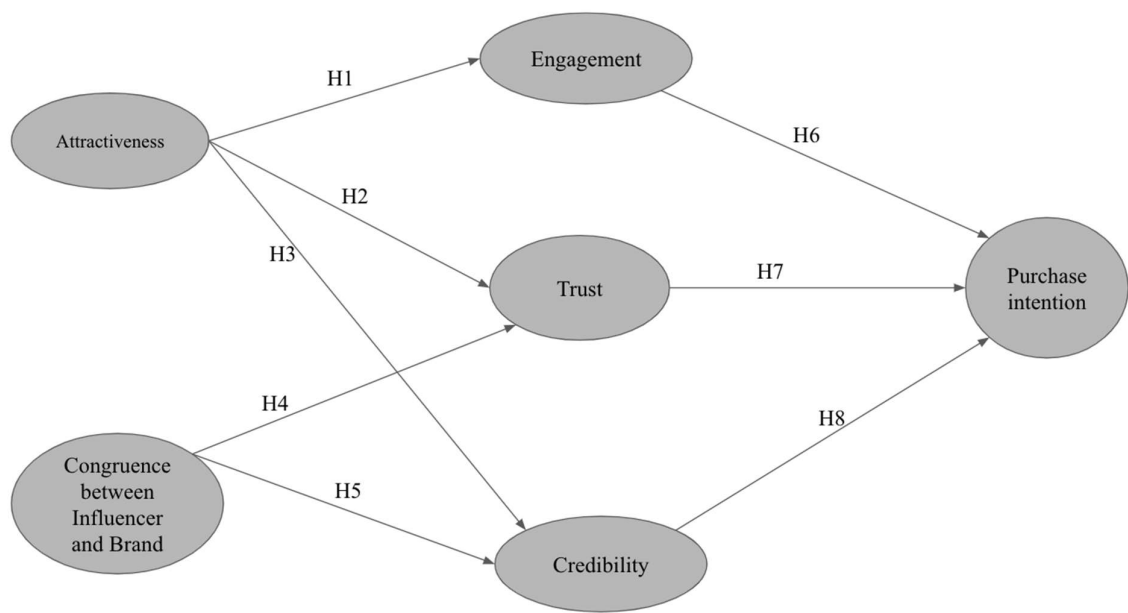 Engagement
H1
H6
Attractiveness
H2
H3
Trust
H7
Purchase
intention
H4
H8
Congruence
between
Influencer
and Brand
H5
Credibility